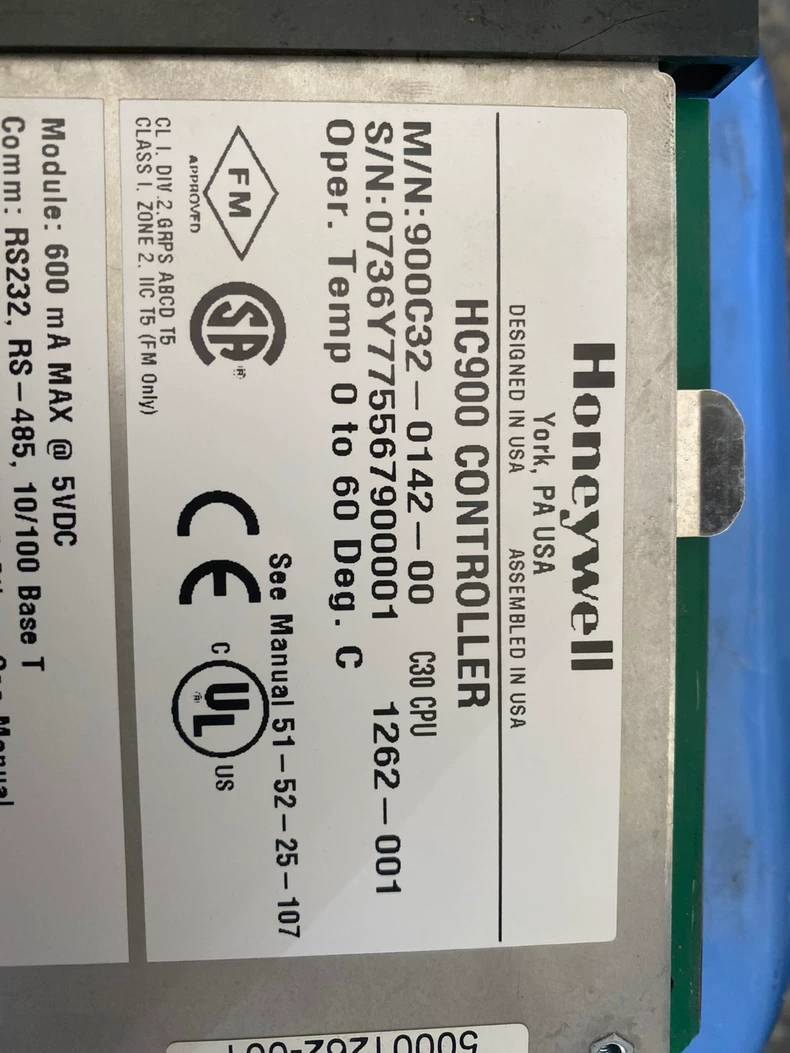 Honeywell
York, PA USA
DESIGNED IN USA ASSEMBLED IN USA
HC900 CONTROLLER
M/N:900C32-0142-00 C30 CPU
S/N:0736Y775567900001 1262-001
Oper. Temp 0 to 60 Deg. C
See Manual 51-52-25-107
FM
APPROVED
SA
CE
C UL US
CL I. DIV 2.GRPS ABCD T5
CLASS I, ZONE 2, IIC T5 (FM Only)
Module: 600 mA MAX @ 5VDC
Comm: RS232, RS-485, 10/100 Base T
Manual